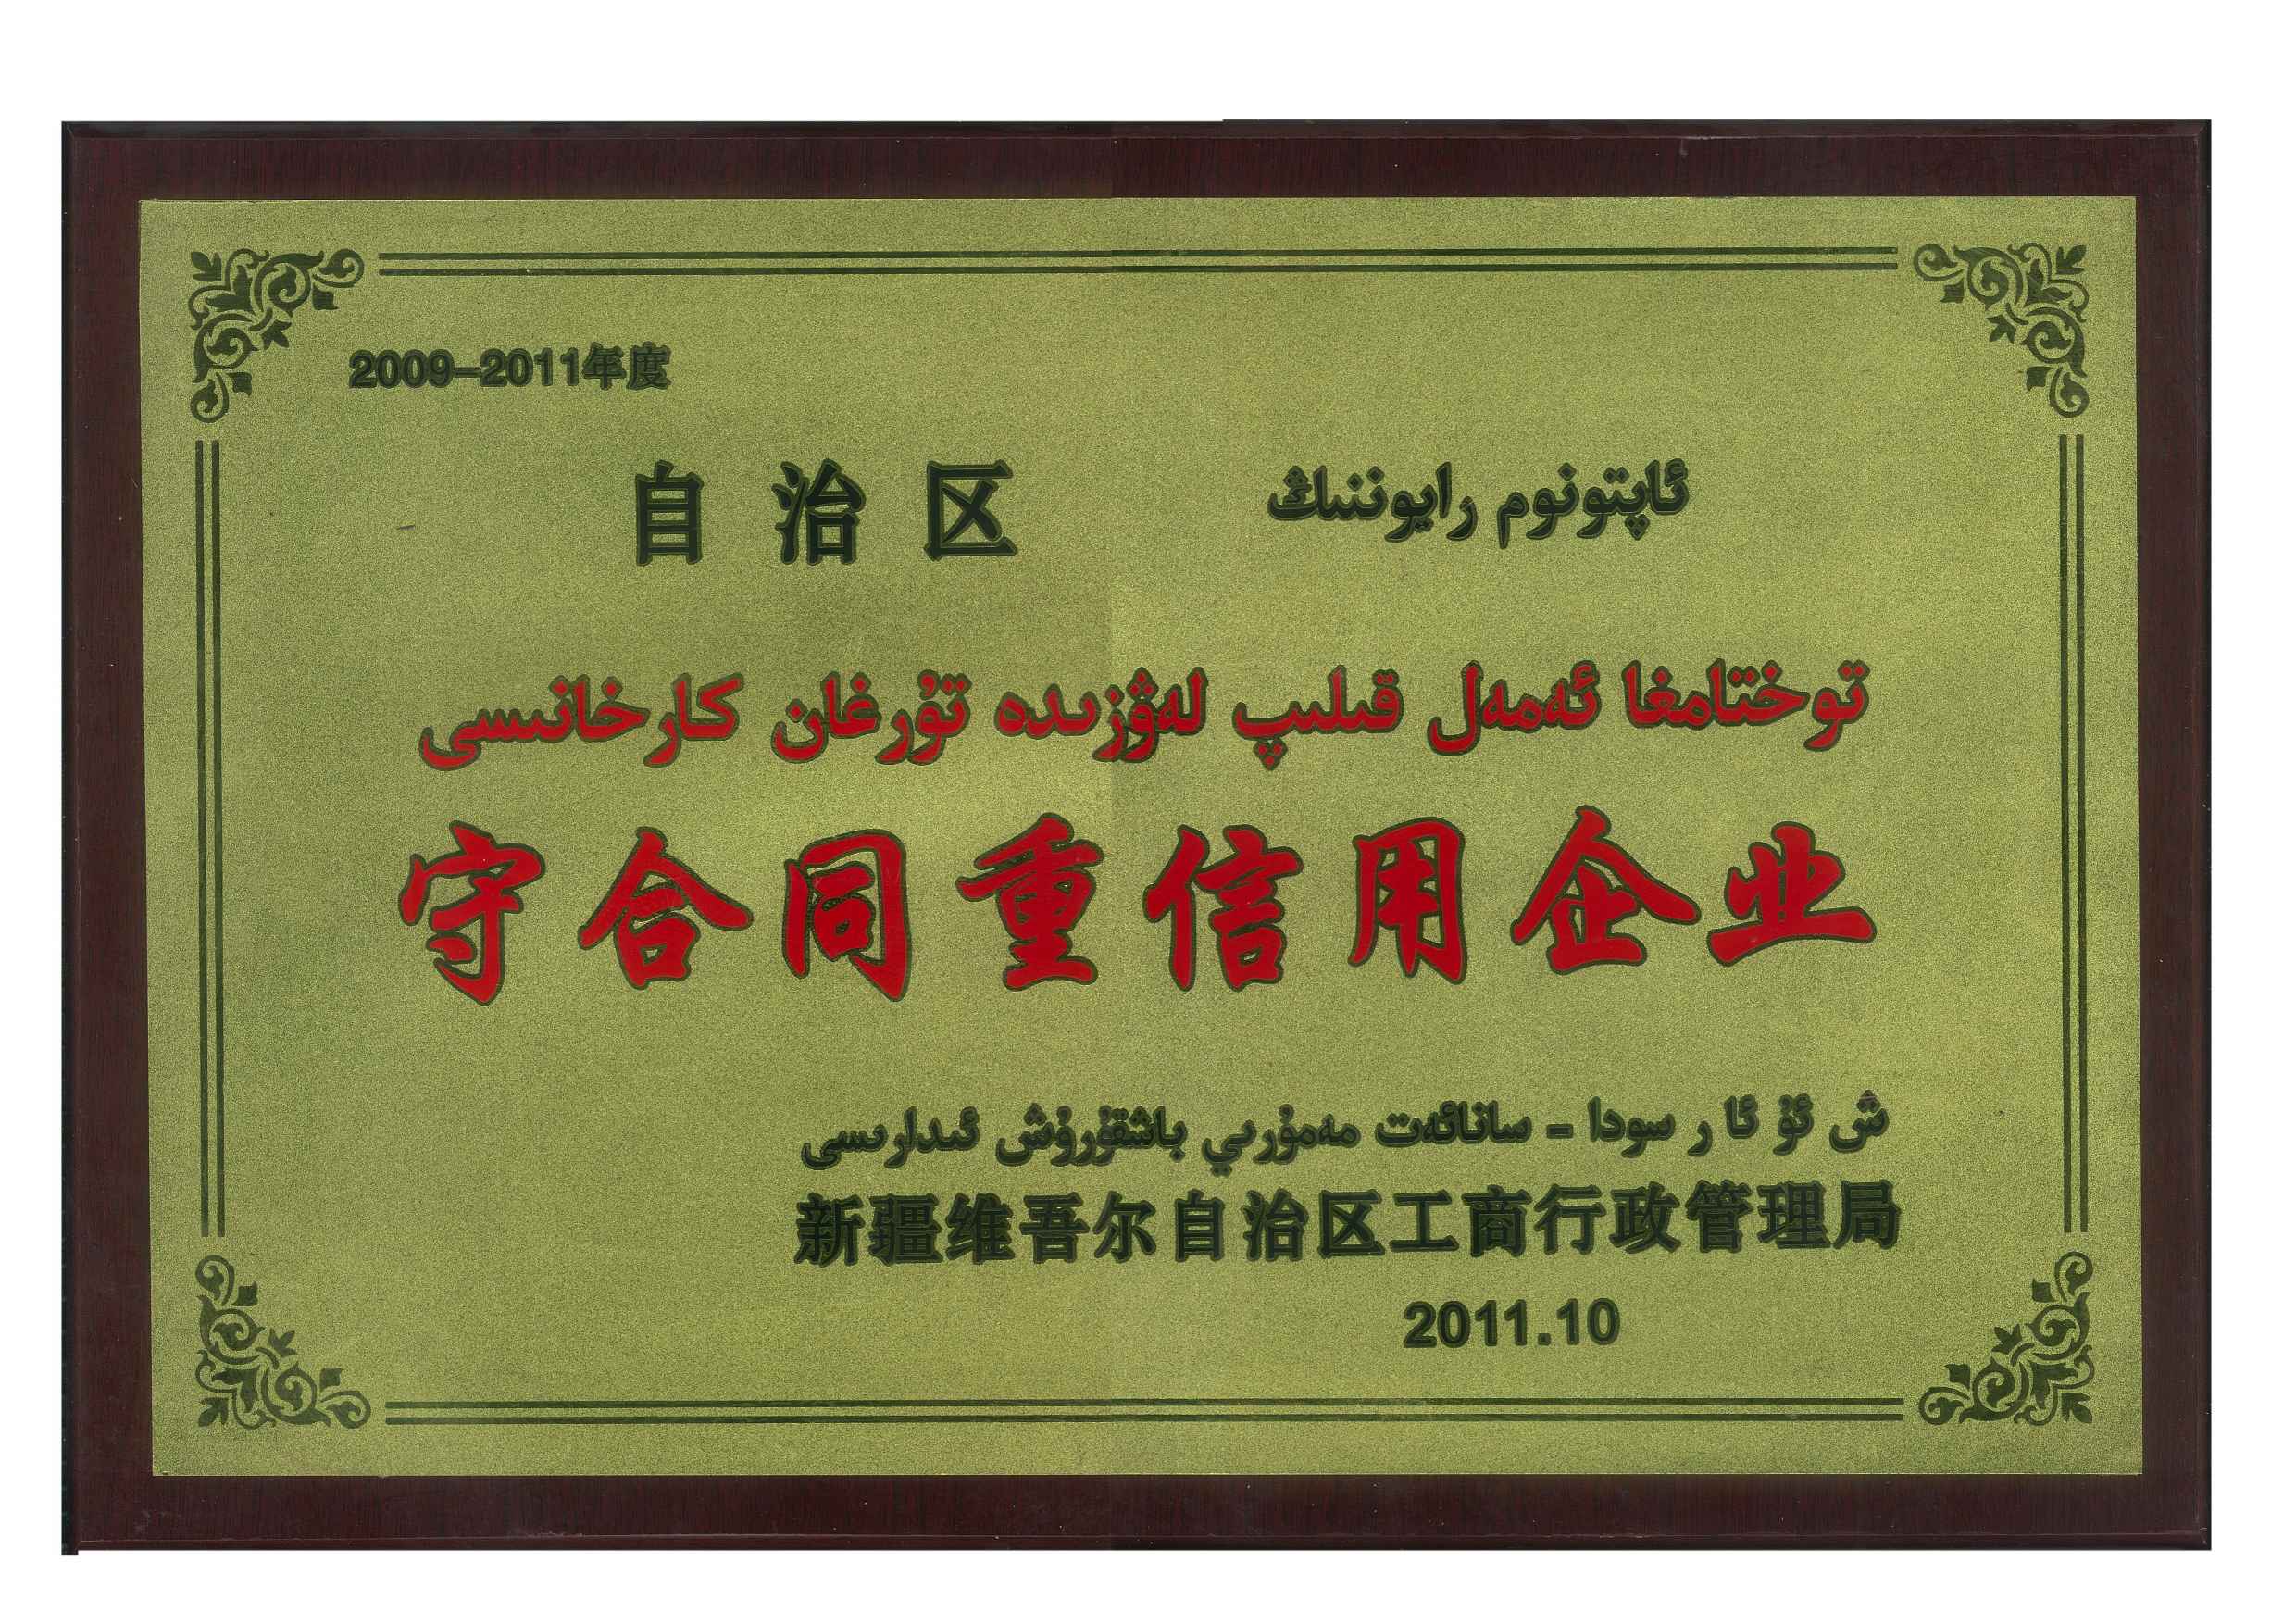 2009-2011年度
自治区 ئاپتونوم رايوننىڭ
توختامغا ئەمەل قىلىپ لەۋزىدە تۇرغان كارخانىسى
守合同重信用企业
ش ئۇ ئا ر سودا - سانائەت مەمۇرىي باشقۇرۇش ئىدارىسى
新疆维吾尔自治区工商行政管理局
2011.10